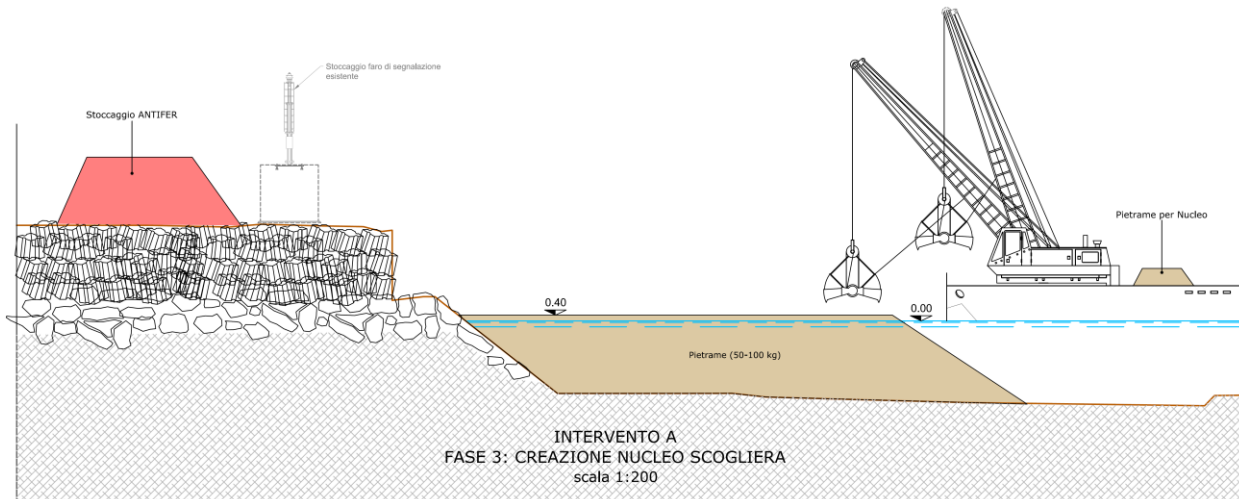 Stoccaggio faro di segnalazione
esistente
Stoccaggio ANTIFER
Pietrame per Nucleo
0.40
0.00
Pietrame (50-100 kg)
INTERVENTO A
FASE 3: CREAZIONE NUCLEO SCOGLIERA
scala 1:200